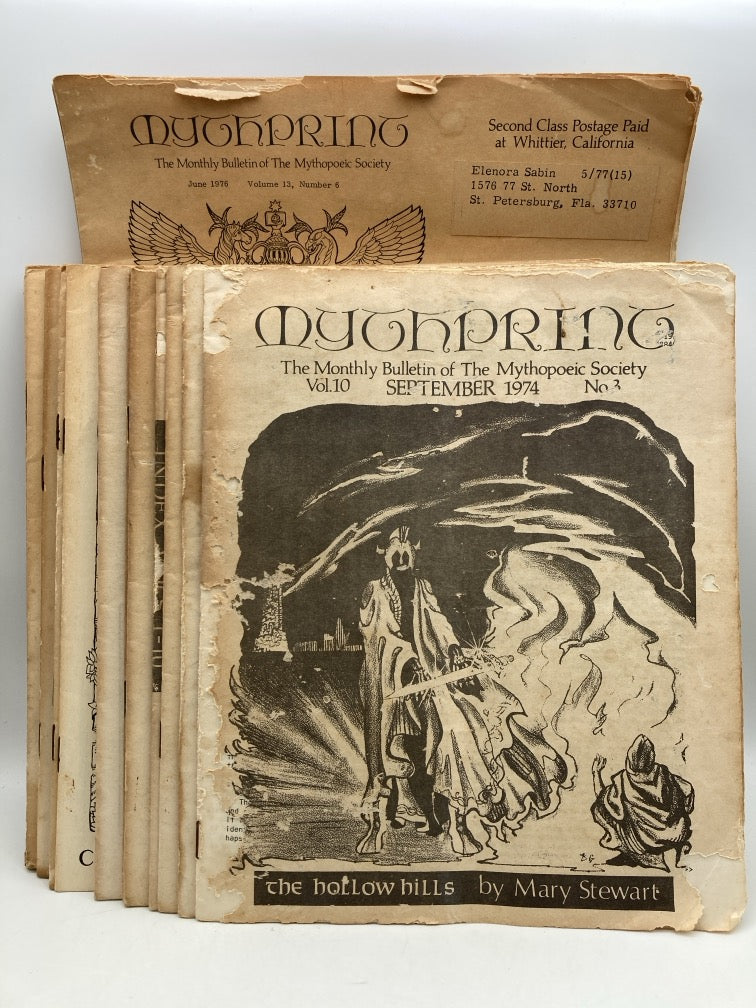 MYTHPRINT
The Monthly Bulletin of The Mythopoeic Society
June 1976 Volume 13, Number 6
Second Class Postage Paid
at Whittier, California
Elenora Sabin 5/77(15)
1576 77 St. North
St. Petersburg, Fla. 33710
MYTHPRINT
The Monthly Bulletin of The Mythopoeic Society
Vol.10 SEPTEMBER 1974 No 3
INDEX
C
the hollow hills by Mary Stewart